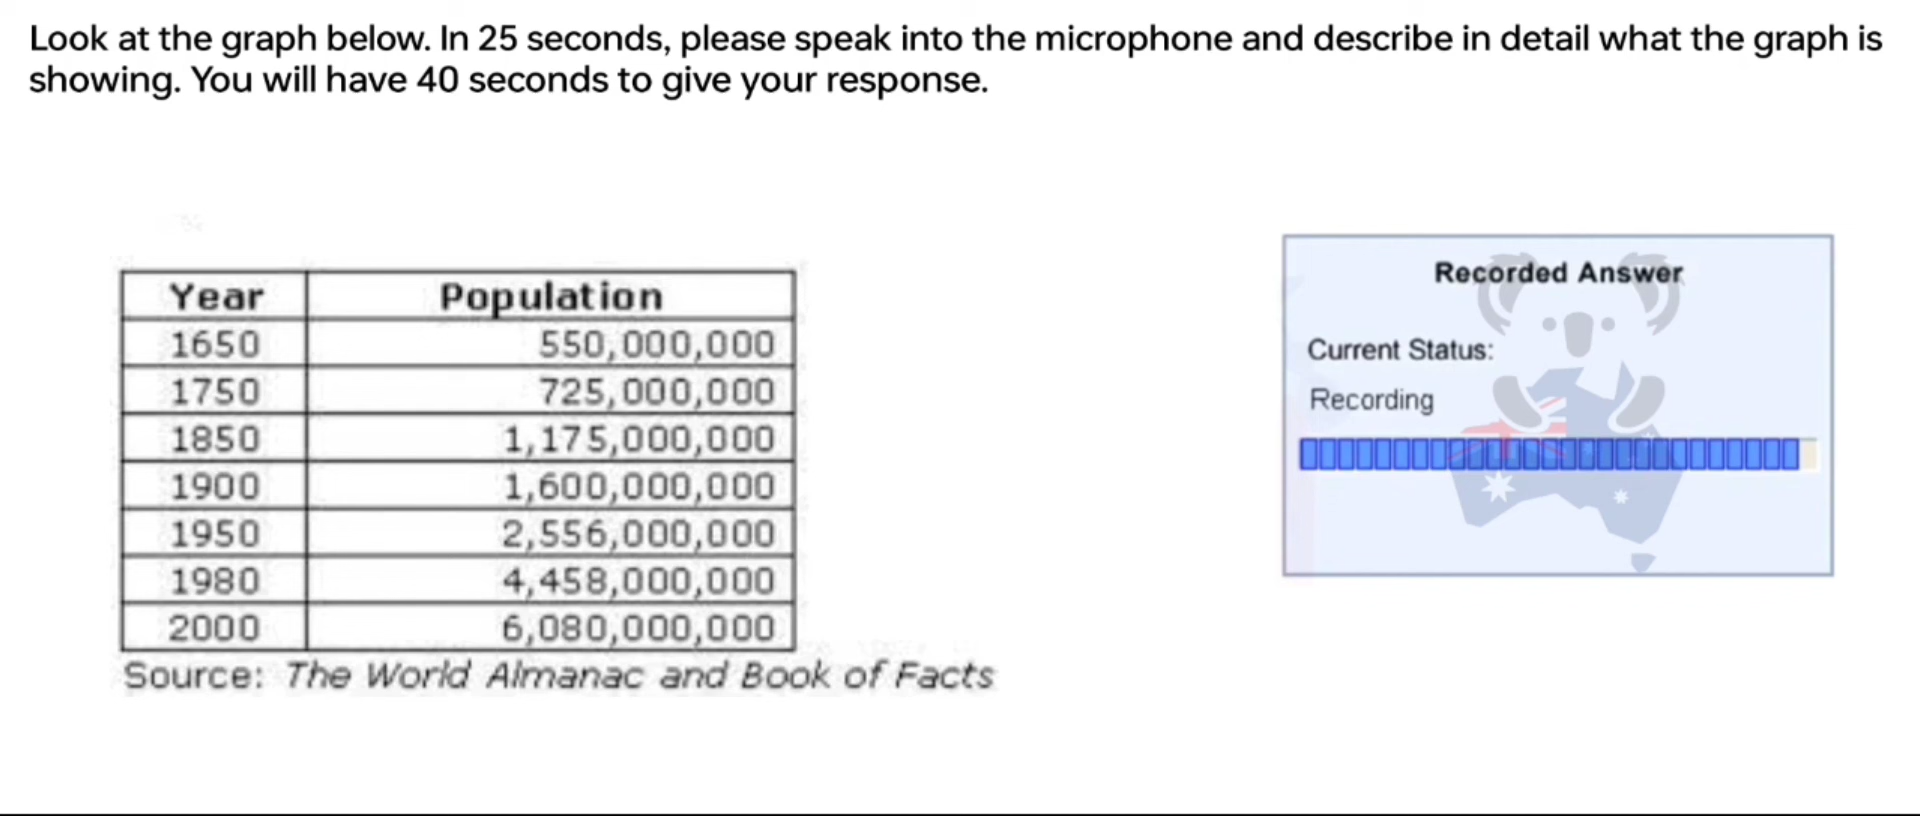 Look at the graph below. In 25 seconds, please speak into the microphone and describe in detail what the graph is
showing. You will have 40 seconds to give your response.
Year Population
1650 550,000,000
1750 725,000,000
1850 1,175,000,000
1900 1,600,000,000
1950 2,556,000,000
1980 4,458,000,000
2000 6,080,000,000
Source: The World Almanac and Book of Facts
Recorded Answer
Current Status:
Recording